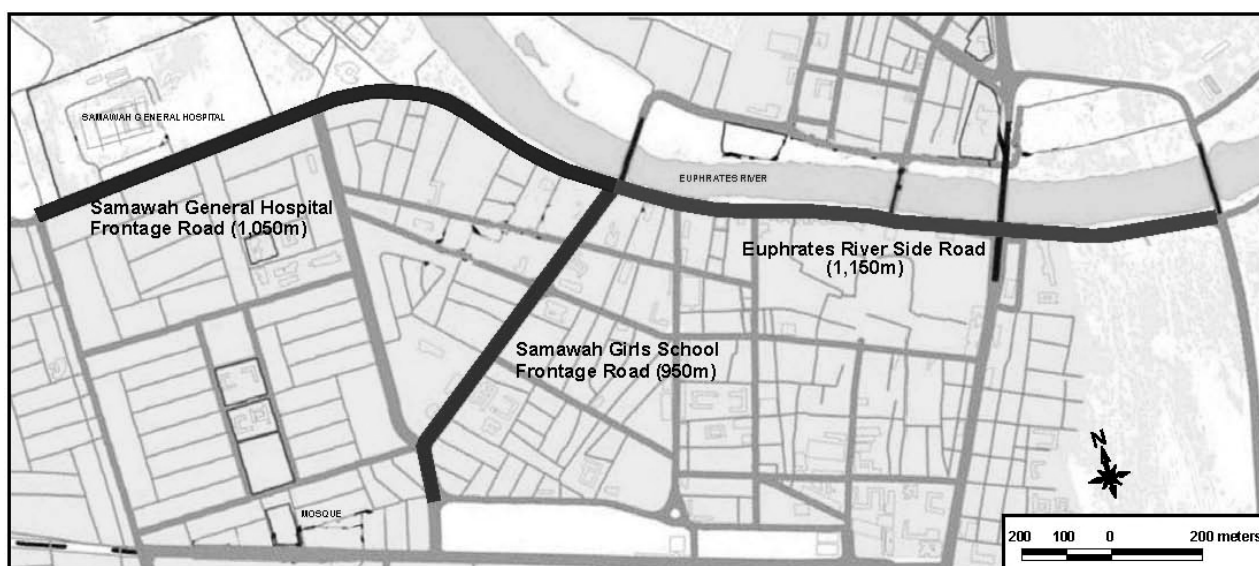 SAMAWAH GENERAL HOSPITAL
Samawah General Hospital
Frontage Road (1,050m)
EUPHRATES RIVER
Euphrates River Side Road
(1,150m)
Samawah Girls School
Frontage Road (950m)
MOSQUE
N
200 100 0 200 meters